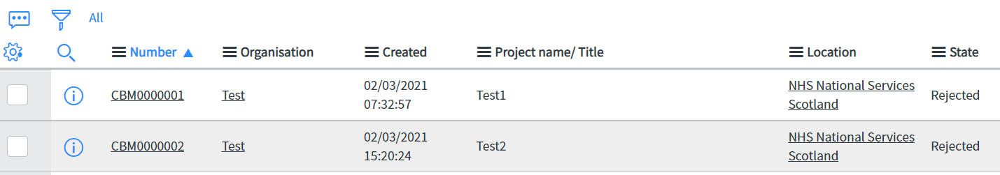 All
Number Organisation Created Project name/ Title Location State
CBM0000001 Test 02/03/2021 07:32:57 Test1 NHS National Services Scotland Rejected
CBM0000002 Test 02/03/2021 15:20:24 Test2 NHS National Services Scotland Rejected